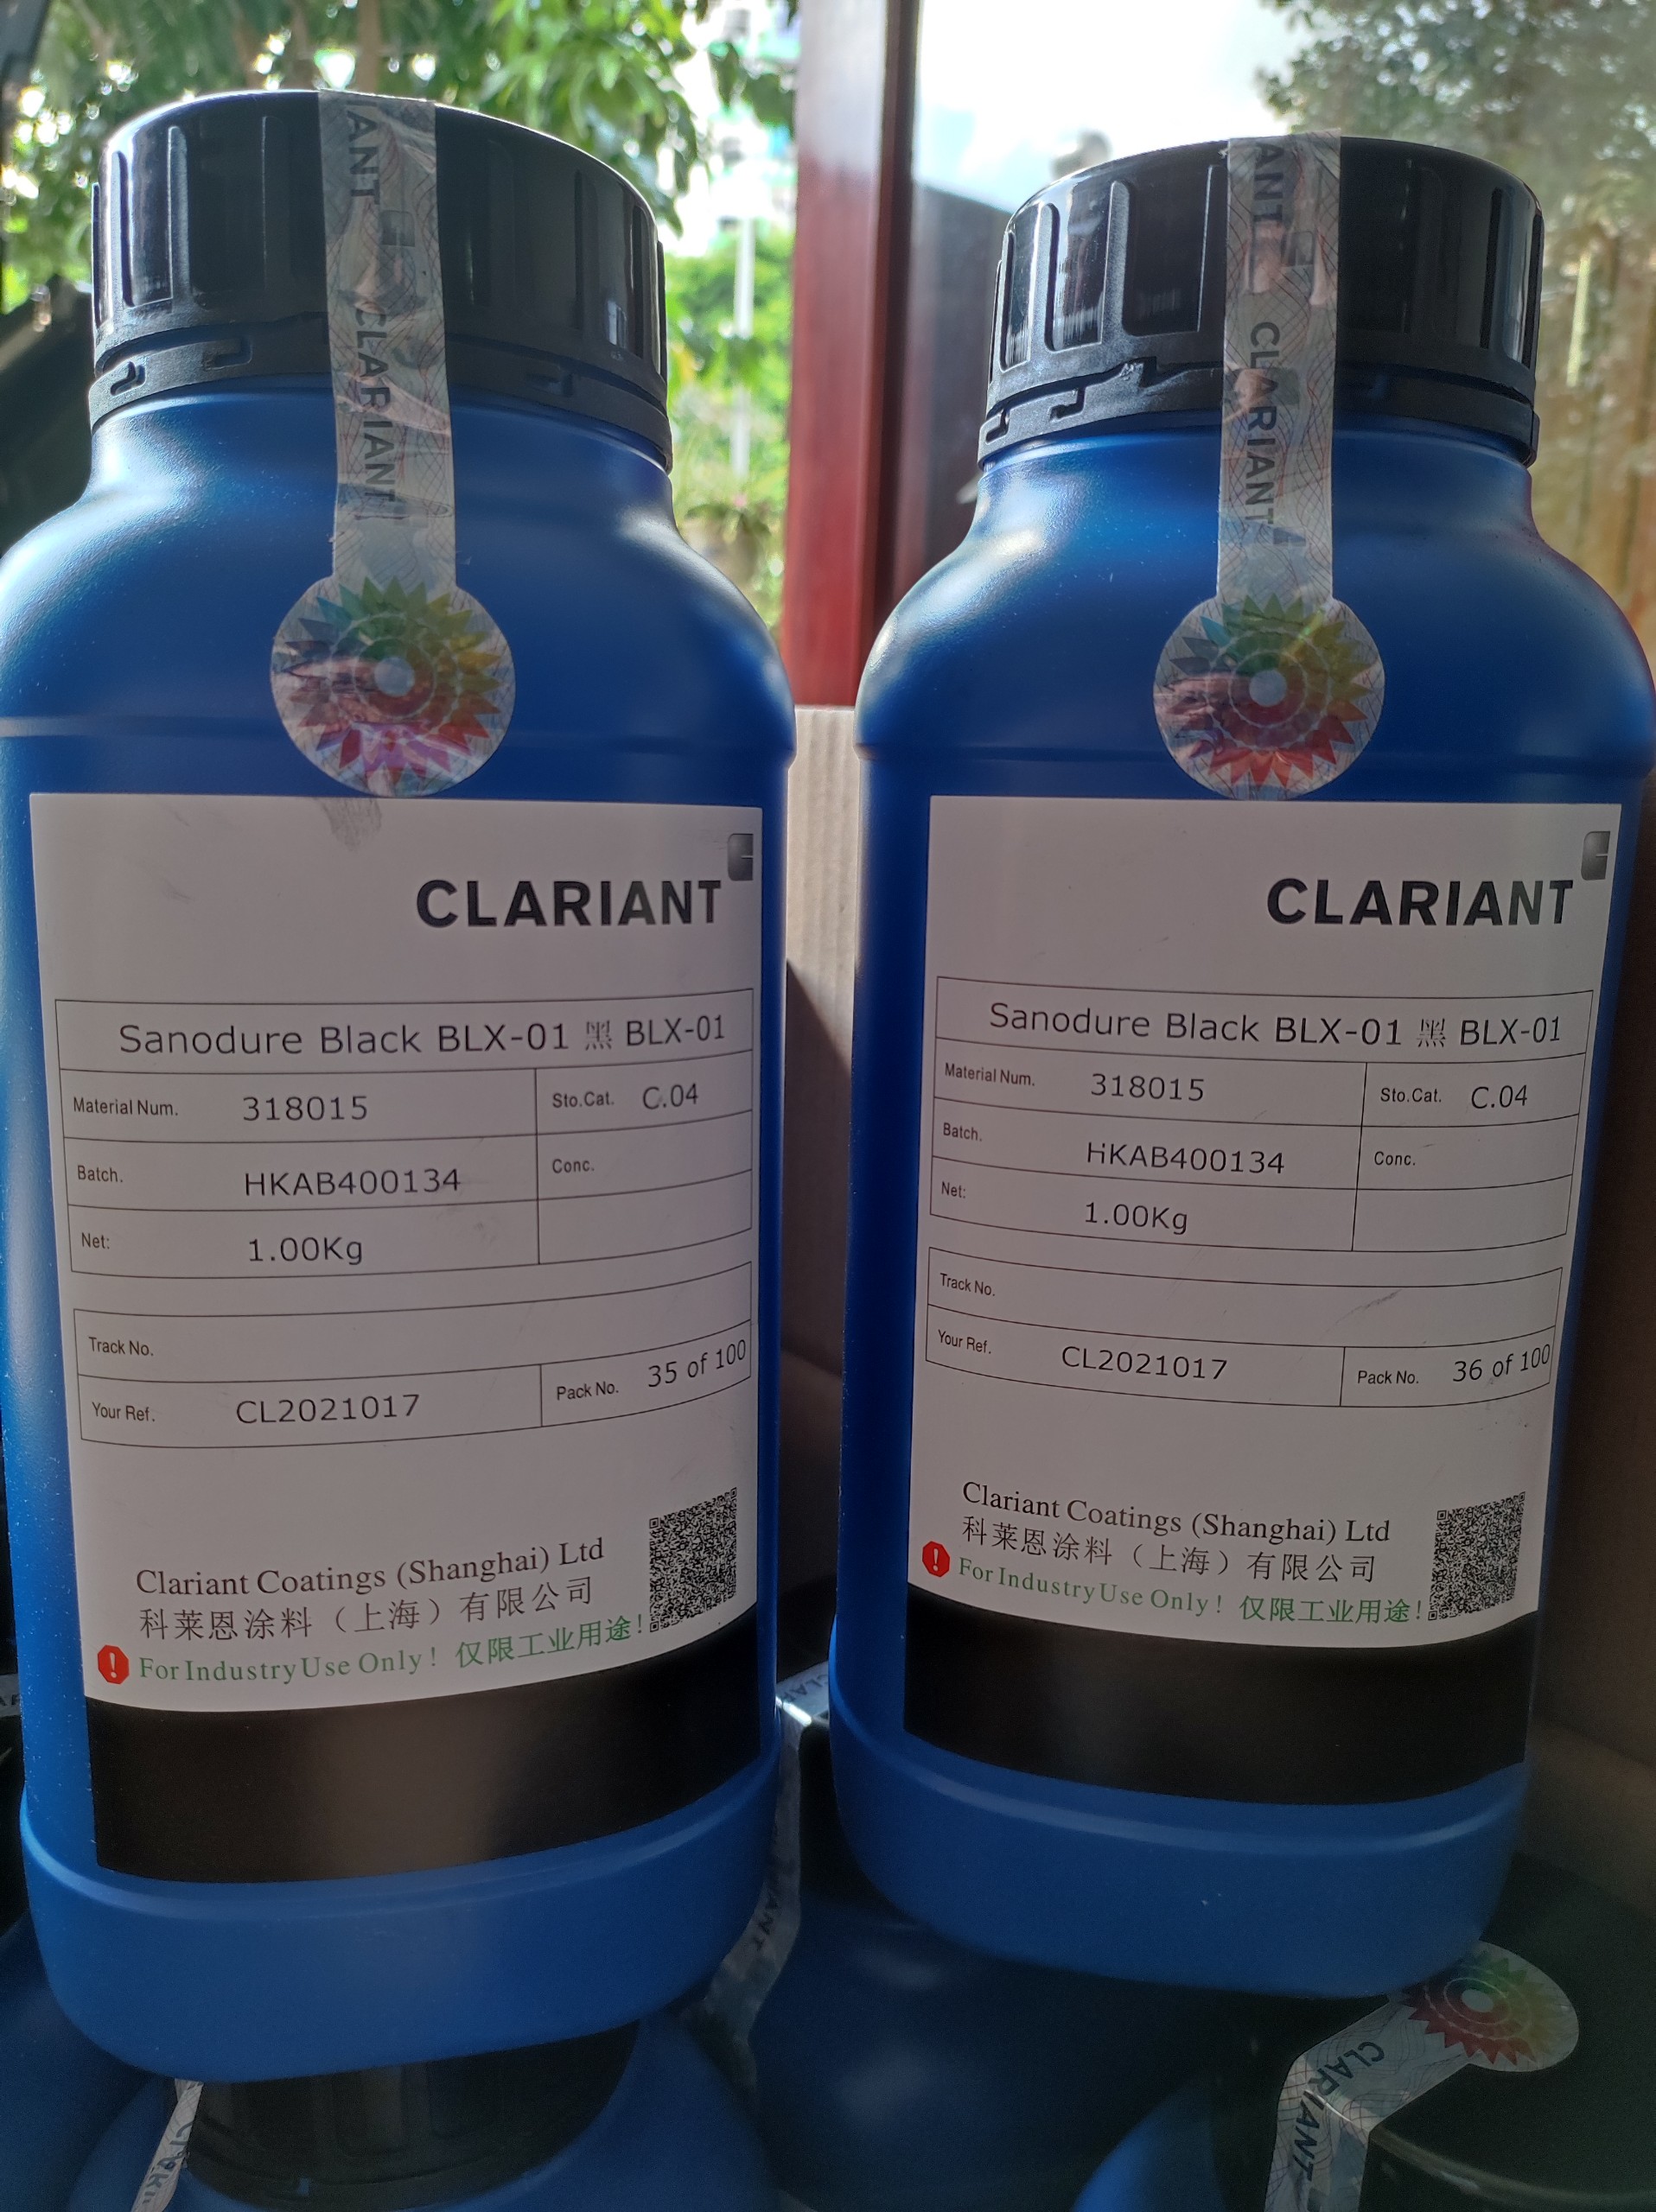 ANT
CLARIANT
CLARIANT
Sanodure Black BLX-01 黑 BLX-01
Material Num. 318015 Sto.Cat. C.04
Batch. HKAB400134 Conc.
Net: 1.00Kg
Track No.
Your Ref. CL2021017 Pack No. 35 of 100
Clariant Coatings (Shanghai) Ltd
科莱恩涂料（上海）有限公司
! For Industry Use Only! 仅限工业用途!
ANT
CLARIANT
CLARIANT
Sanodure Black BLX-01 黑 BLX-01
Material Num. 318015 Sto.Cat. C.04
Batch. HKAB400134 Conc.
Net: 1.00Kg
Track No.
Your Ref. CL2021017 Pack No. 36 of 100
Clariant Coatings (Shanghai) Ltd
科莱恩涂料（上海）有限公司
! For Industry Use Only! 仅限工业用途!
CLARIANT